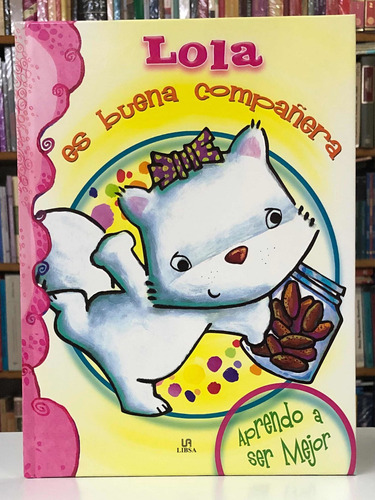 Lola
es buena compañera
Aprendo a
ser Mejor
LIBSA